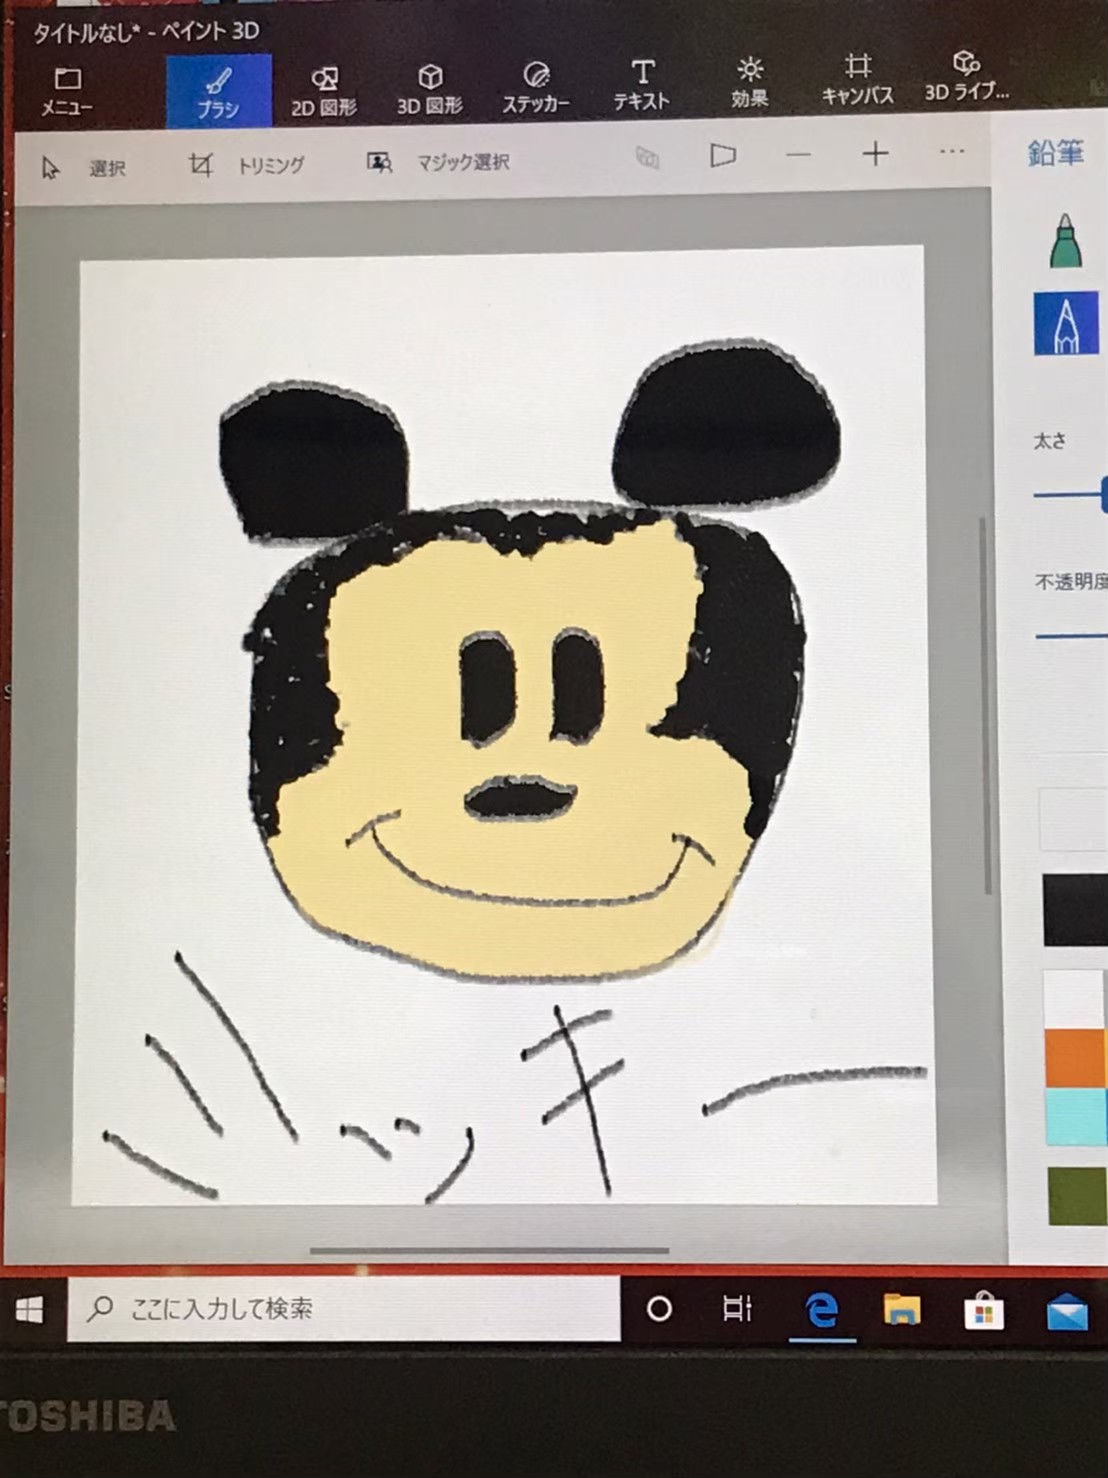 タイトルなし* - ペイント 3D
メニュー ブラシ 2D 図形 3D 図形 ステッカー テキスト 効果 キャンバス 3D ライブ...
選択 トリミング マジック選択 ...
鉛筆
太さ
不透明度
ミッキー
ここに入力して検索
TOSHIBA